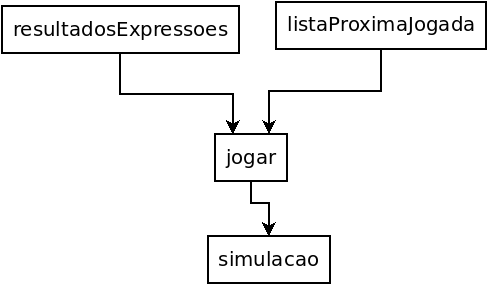 resultadosExpressoes
listaProximaJogada
jogar
simulacao